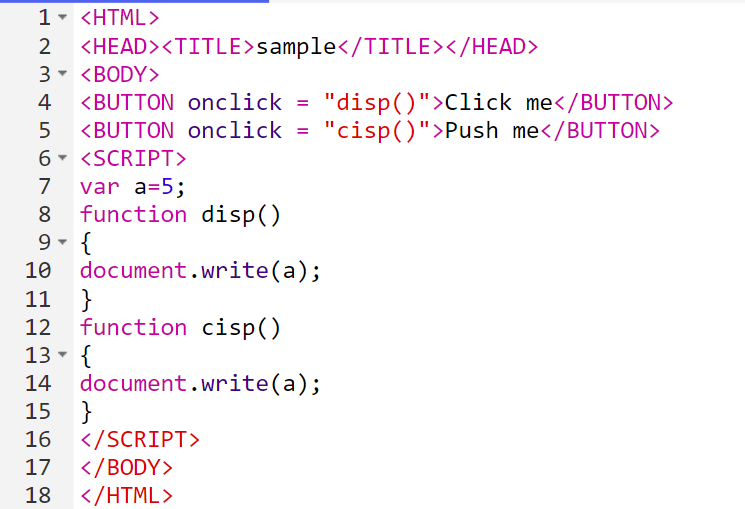 1 <HTML>
2 <HEAD><TITLE>sample</TITLE></HEAD>
3 <BODY>
4 <BUTTON onclick = "disp()">Click me</BUTTON>
5 <BUTTON onclick = "cisp()">Push me</BUTTON>
6 <SCRIPT>
7 var a=5;
8 function disp()
9 {
10 document.write(a);
11 }
12 function cisp()
13 {
14 document.write(a);
15 }
16 </SCRIPT>
17 </BODY>
18 </HTML>